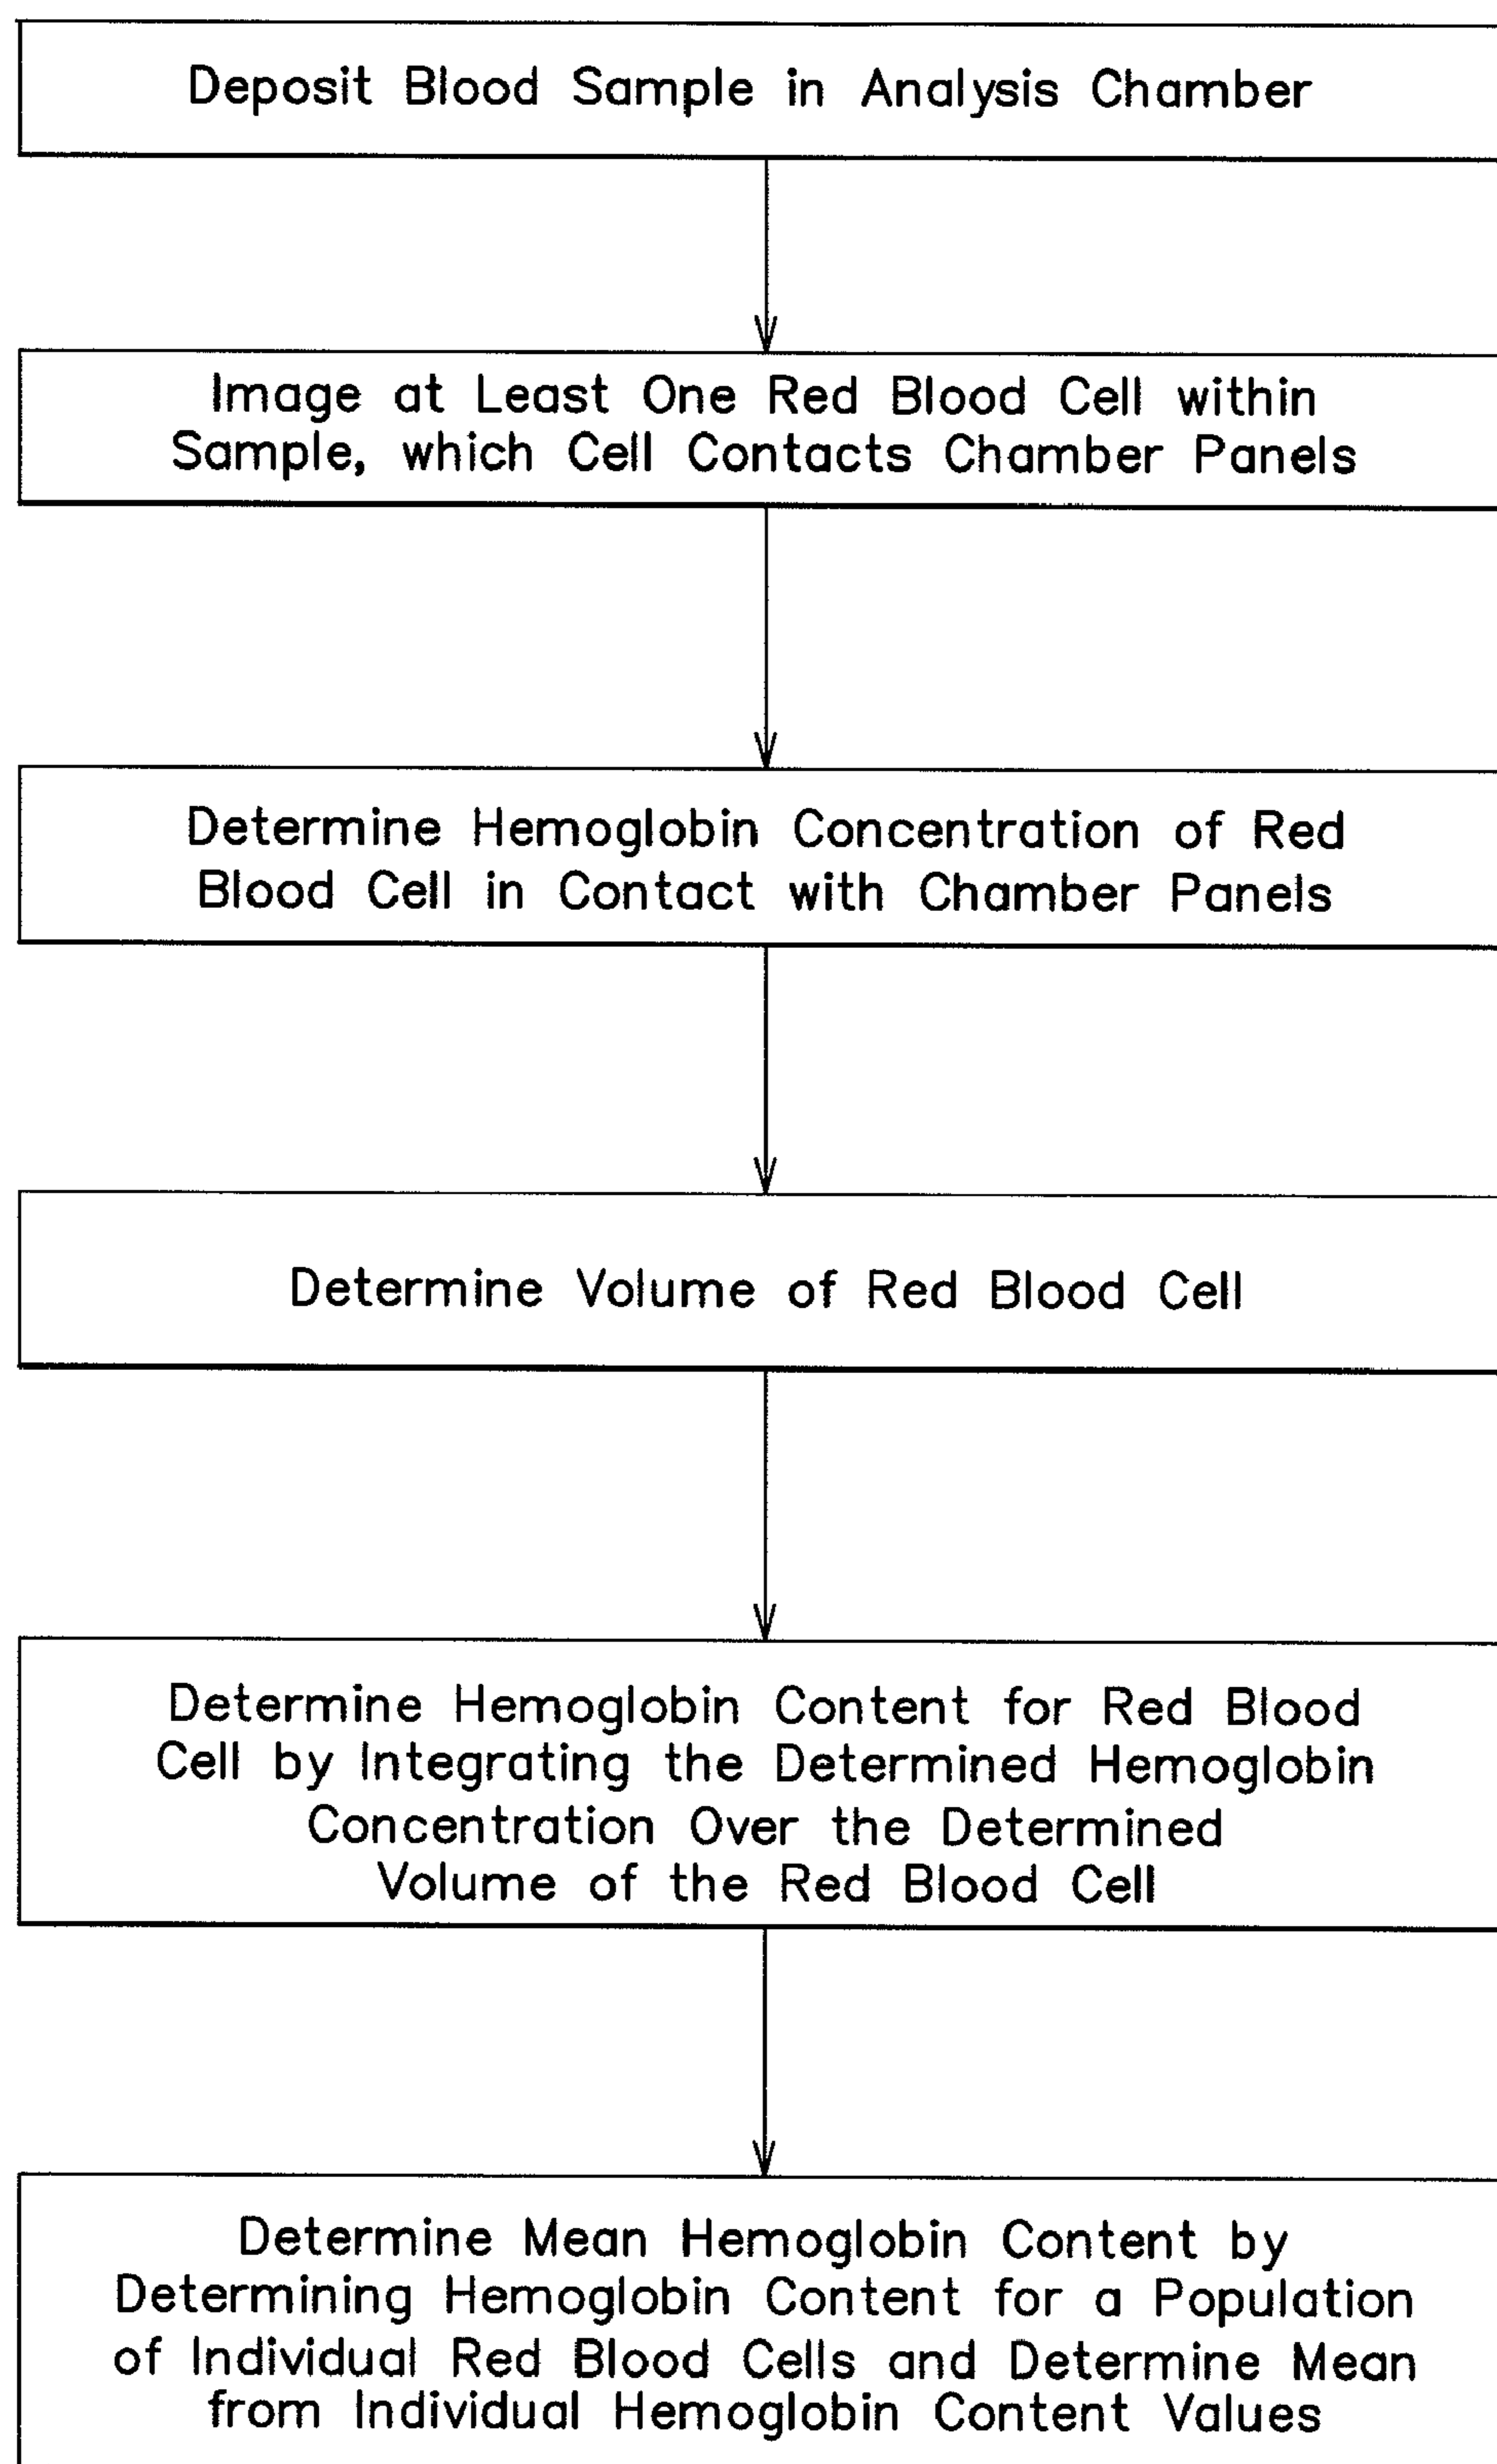 Deposit Blood Sample in Analysis Chamber
Image at Least One Red Blood Cell within
Sample, which Cell Contacts Chamber Panels
Determine Hemoglobin Concentration of Red
Blood Cell in Contact with Chamber Panels
Determine Volume of Red Blood Cell
Determine Hemoglobin Content for Red Blood
Cell by Integrating the Determined Hemoglobin
Concentration Over the Determined
Volume of the Red Blood Cell
Determine Mean Hemoglobin Content by
Determining Hemoglobin Content for a Population
of Individual Red Blood Cells and Determine Mean
from Individual Hemoglobin Content Values